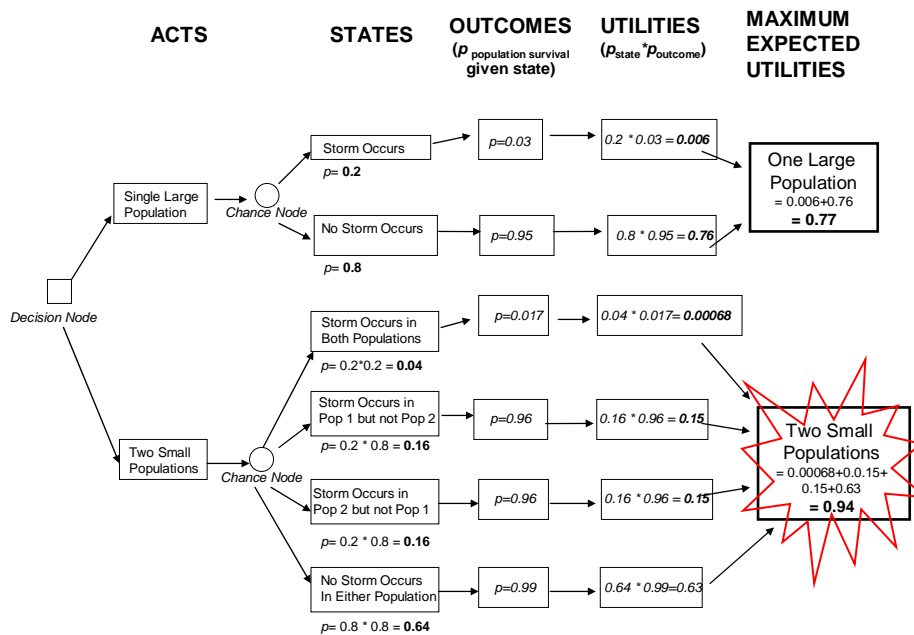 ACTS
STATES
OUTCOMES
(p population survival
given state)
UTILITIES
(pstate*poutcome)
MAXIMUM
EXPECTED
UTILITIES
Storm Occurs
p= 0.2
p=0.03
0.2 * 0.03 = 0.006
One Large
Population
= 0.006+0.76
= 0.77
Single Large
Population
Chance Node
No Storm Occurs
p= 0.8
p=0.95
0.8 * 0.95 = 0.76
Decision Node
Storm Occurs in
Both Populations
p= 0.2*0.2 = 0.04
p=0.017
0.04 * 0.017= 0.00068
Storm Occurs in
Pop 1 but not Pop 2
p= 0.2 * 0.8 = 0.16
p=0.96
0.16 * 0.96 = 0.15
Two Small
Populations
= 0.00068+0.0.15+
0.15+0.63
= 0.94
Two Small
Populations
Chance Node
Storm Occurs in
Pop 2 but not Pop 1
p= 0.2 * 0.8 = 0.16
p=0.96
0.16 * 0.96 = 0.15
No Storm Occurs
In Either Population
p= 0.8 * 0.8 = 0.64
p=0.99
0.64 * 0.99=0.63